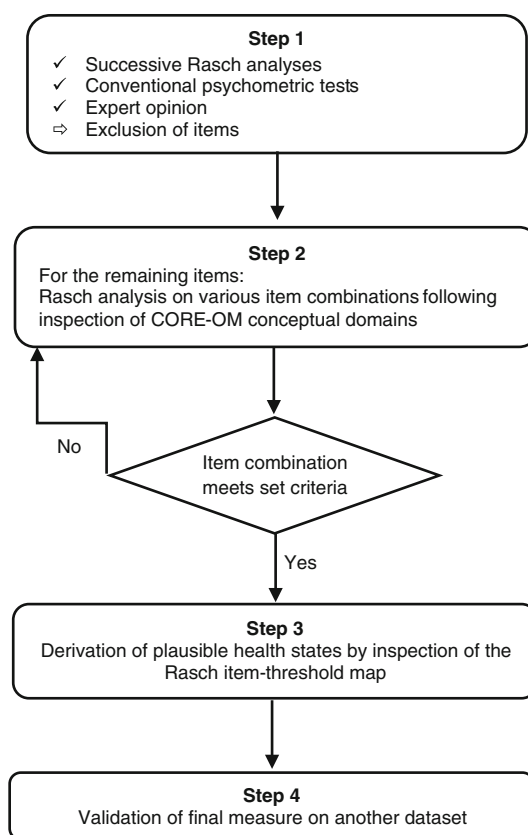 Step 1
✓ Successive Rasch analyses
✓ Conventional psychometric tests
✓ Expert opinion
⇨ Exclusion of items
Step 2
For the remaining items:
Rasch analysis on various item combinations following
inspection of CORE-OM conceptual domains
No
Item combination
meets set criteria
Yes
Step 3
Derivation of plausible health states by inspection of the
Rasch item-threshold map
Step 4
Validation of final measure on another dataset